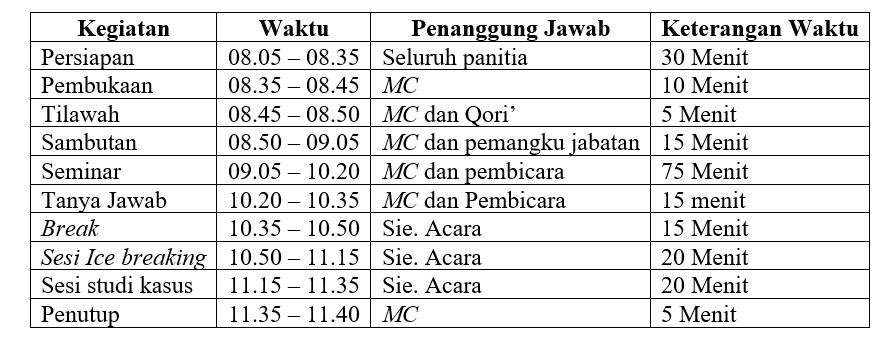 Kegiatan Waktu Penanggung Jawab Keterangan Waktu
Persiapan 08.05 – 08.35 Seluruh panitia 30 Menit
Pembukaan 08.35 – 08.45 MC 10 Menit
Tilawah 08.45 – 08.50 MC dan Qori’ 5 Menit
Sambutan 08.50 – 09.05 MC dan pemangku jabatan 15 Menit
Seminar 09.05 – 10.20 MC dan pembicara 75 Menit
Tanya Jawab 10.20 – 10.35 MC dan Pembicara 15 menit
Break 10.35 – 10.50 Sie. Acara 15 Menit
Sesi Ice breaking 10.50 – 11.15 Sie. Acara 20 Menit
Sesi studi kasus 11.15 – 11.35 Sie. Acara 20 Menit
Penutup 11.35 – 11.40 MC 5 Menit